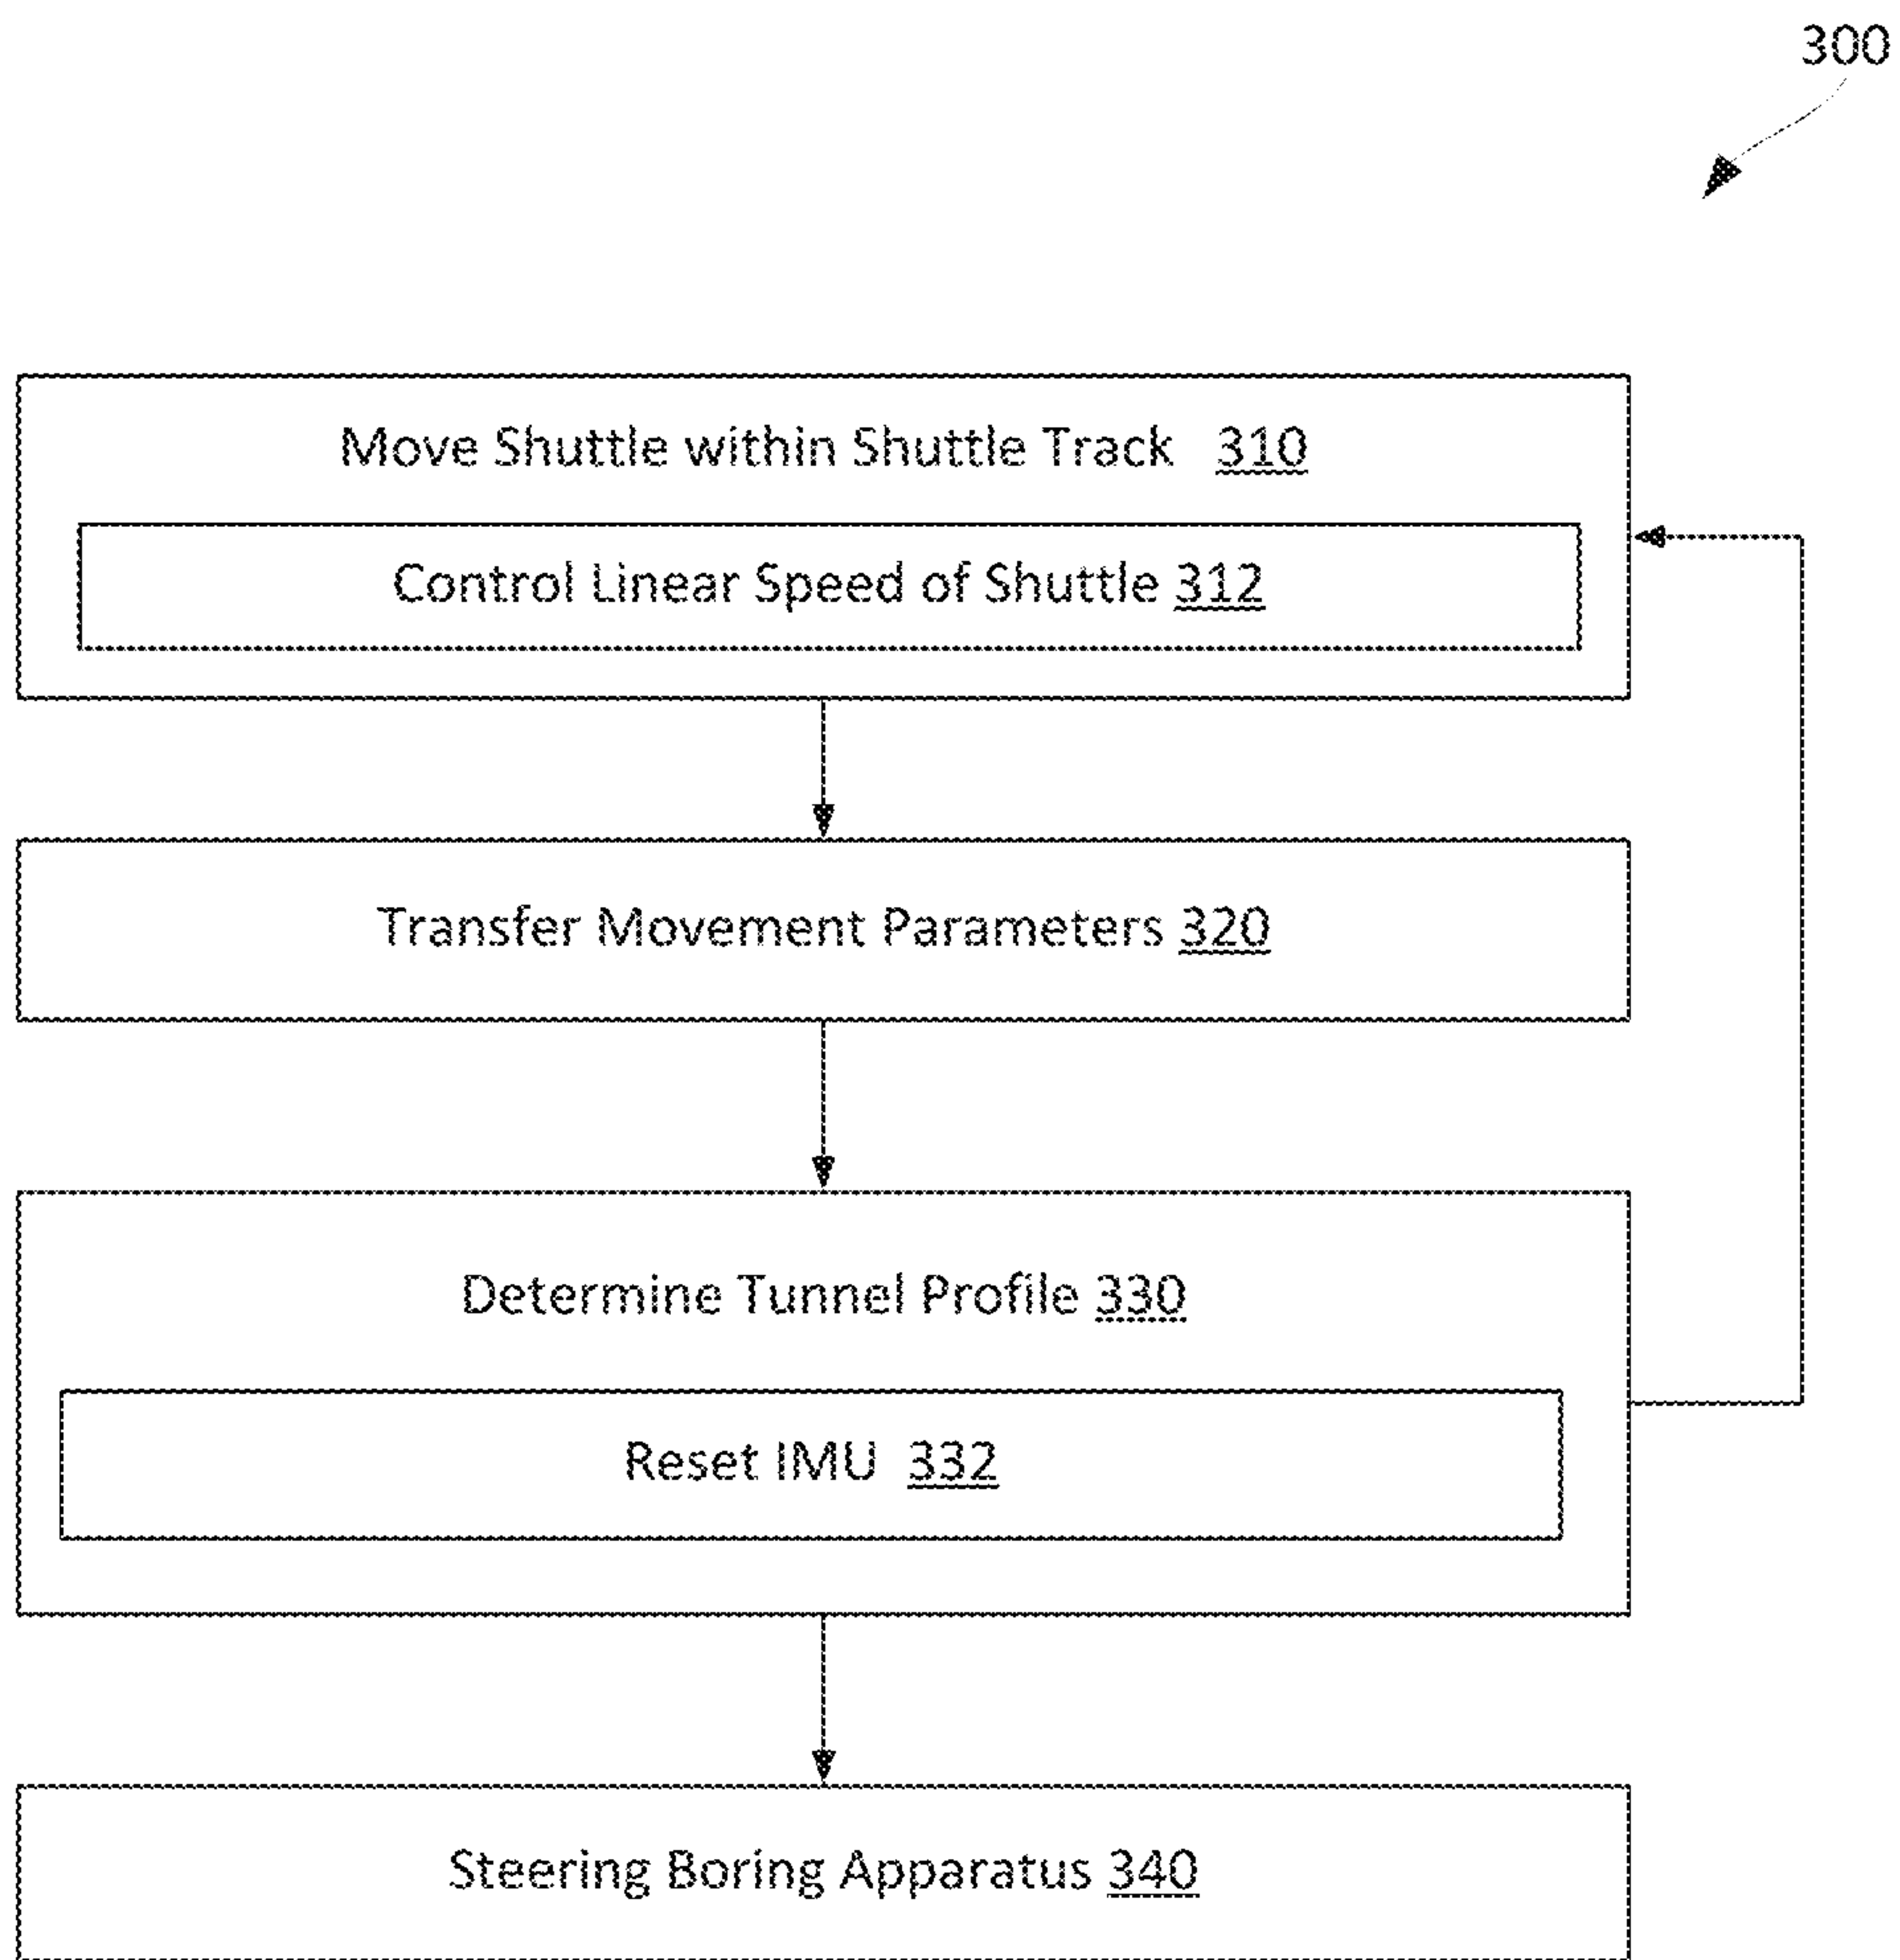 300
Move Shuttle within Shuttle Track 310
Control Linear Speed of Shuttle 312
Transfer Movement Parameters 320
Determine Tunnel Profile 330
Reset IMU 332
Steering Boring Apparatus 340